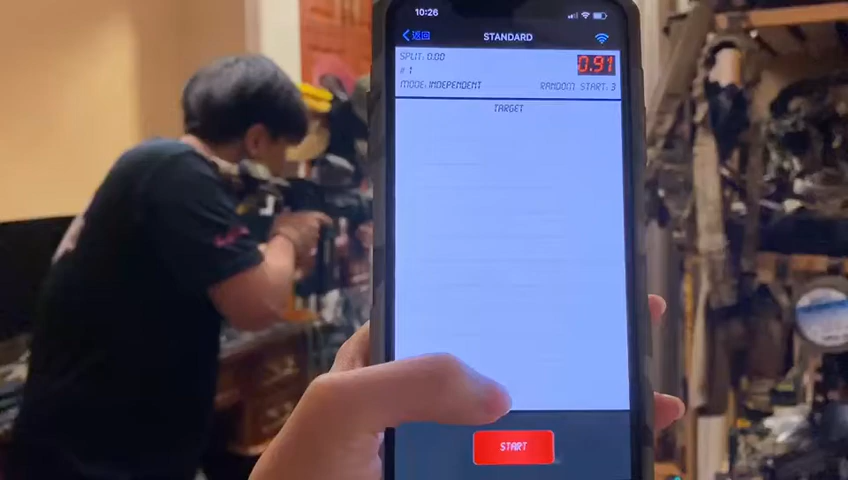 10:26
返回
STANDARD
SPLIT: 0.00
0.91
# 1
MODE: INDEPENDENT
RANDOM START: 3
TARGET
START